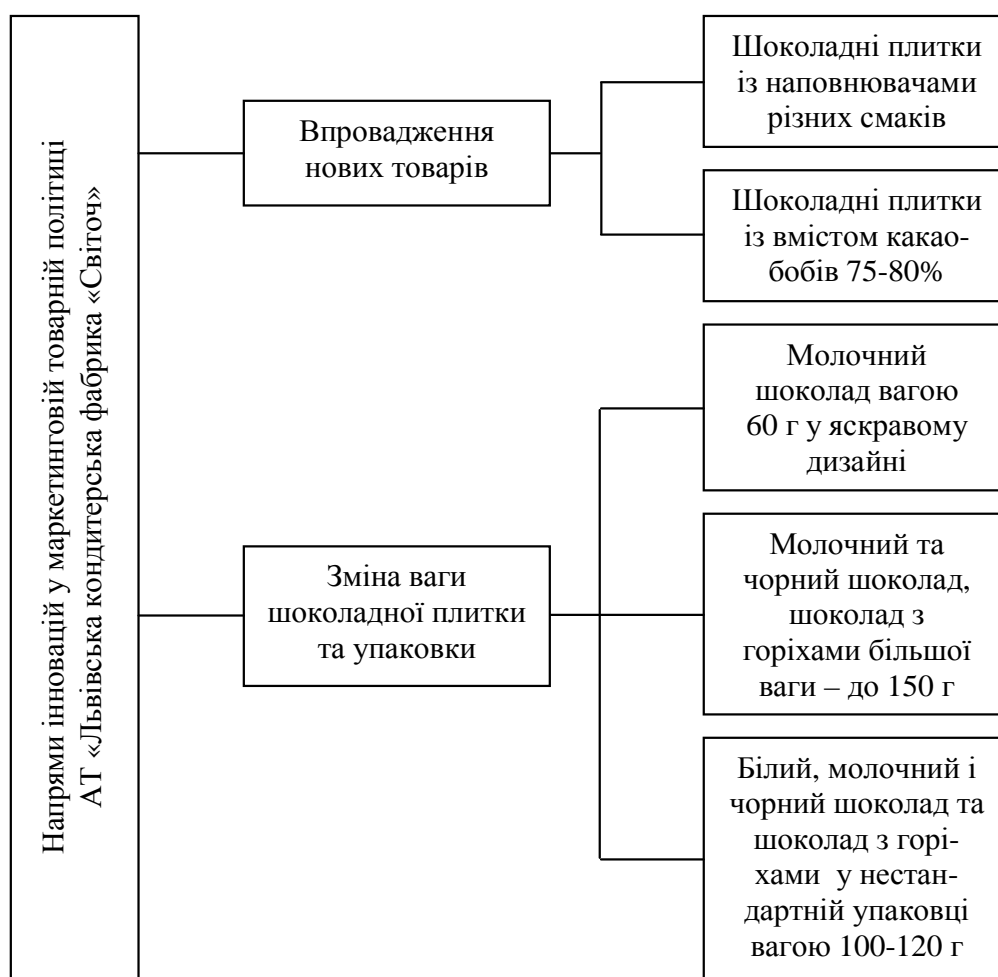 Напрями інновацій у маркетинговій товарній політиці
АТ «Львівська кондитерська фабрика «Світоч»
Впровадження
нових товарів
Шоколадні плитки
із наповнювачами
різних смаків
Шоколадні плитки
із вмістом какао-
бобів 75-80%
Зміна ваги
шоколадної плитки
та упаковки
Молочний
шоколад вагою
60 г у яскравому
дизайні
Молочний та
чорний шоколад,
шоколад з
горіхами більшої
ваги – до 150 г
Білий, молочний і
чорний шоколад та
шоколад з горі-
хами у нестан-
дартній упаковці
вагою 100-120 г